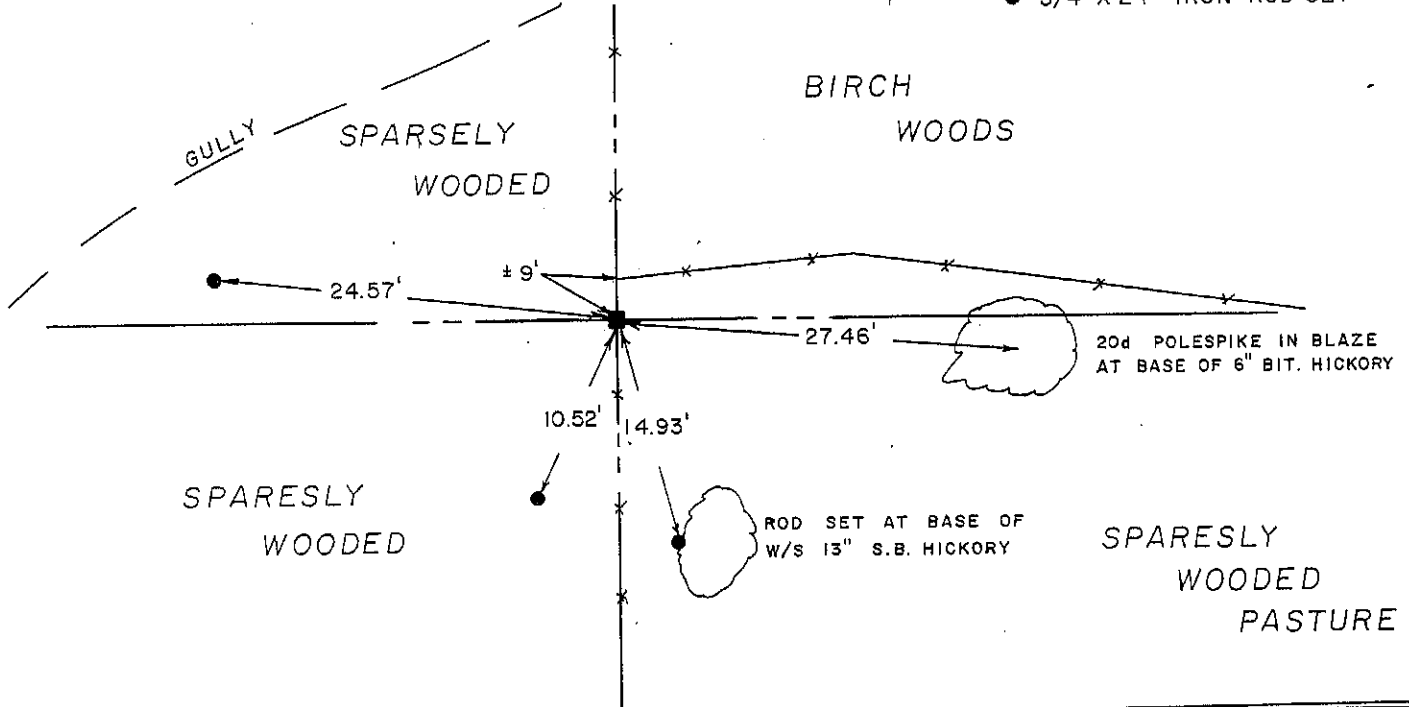 BIRCH
WOODS
GULLY
SPARSELY
WOODED
± 9'
24.57'
27.46'
20d POLESPIKE IN BLAZE
AT BASE OF 6" BIT. HICKORY
10.52'
14.93'
SPARESLY
WOODED
ROD SET AT BASE OF
W/S 13" S.B. HICKORY
SPARESLY
WOODED
PASTURE